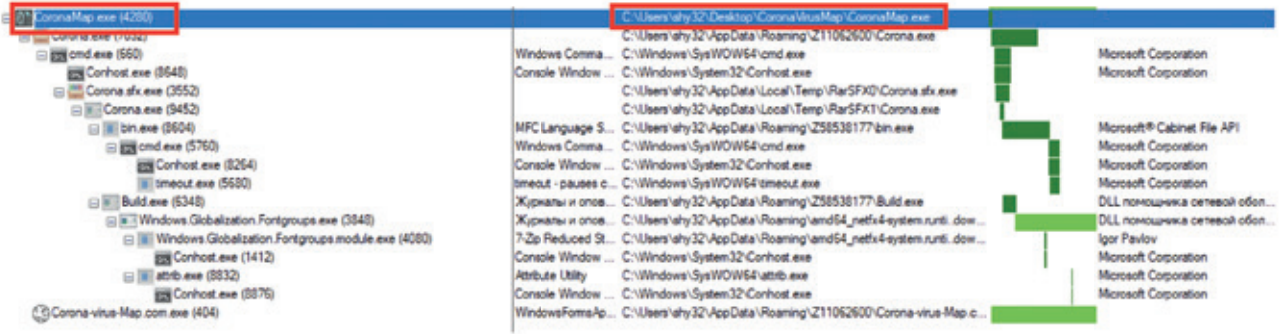 CoronaMap.exe (4280) C:\Users\shy32\Desktop\CoronaVirusMap\CoronaMap.exe
Corona.exe (7032) C:\Users\shy32\AppData\Roaming\Z11062600\Corona.exe
cmd.exe (660) Windows Comma... C:\Windows\SysWOW64\cmd.exe Microsoft Corporation
Conhost.exe (8648) Console Window ... C:\Windows\System32\Conhost.exe Microsoft Corporation
Corona.sfx.exe (3552) C:\Users\shy32\AppData\Local\Temp\RarSFX0\Corona.sfx.exe
Corona.exe (9452) C:\Users\shy32\AppData\Local\Temp\RarSFX1\Corona.exe
bin.exe (8604) MFC Language S... C:\Users\shy32\AppData\Roaming\Z58538177\bin.exe Microsoft® Cabinet File API
cmd.exe (5760) Windows Comma... C:\Windows\SysWOW64\cmd.exe Microsoft Corporation
Conhost.exe (8264) Console Window ... C:\Windows\System32\Conhost.exe Microsoft Corporation
timeout.exe (5680) timeout - pauses c... C:\Windows\SysWOW64\timeout.exe Microsoft Corporation
Build.exe (6348) Журналы и опов... C:\Users\shy32\AppData\Roaming\Z58538177\Build.exe DLL помощника сетевой обол...
Windows.Globalization.Fontgroups.exe (3848) Журналы и опов... C:\Users\shy32\AppData\Roaming\amd64_netfx4-system.runti..dow... DLL помощника сетевой обол...
Windows.Globalization.Fontgroups.module.exe (4080) 7-Zip Reduced St... C:\Users\shy32\AppData\Roaming\amd64_netfx4-system.runti..dow... Igor Pavlov
Conhost.exe (1412) Console Window ... C:\Windows\System32\Conhost.exe Microsoft Corporation
attrib.exe (8832) Attribute Utility C:\Windows\SysWOW64\attrib.exe Microsoft Corporation
Conhost.exe (8876) Console Window ... C:\Windows\System32\Conhost.exe Microsoft Corporation
Corona-virus-Map.com.exe (404) WindowsFormsAp... C:\Users\shy32\AppData\Roaming\Z11062600\Corona-virus-Map.c...